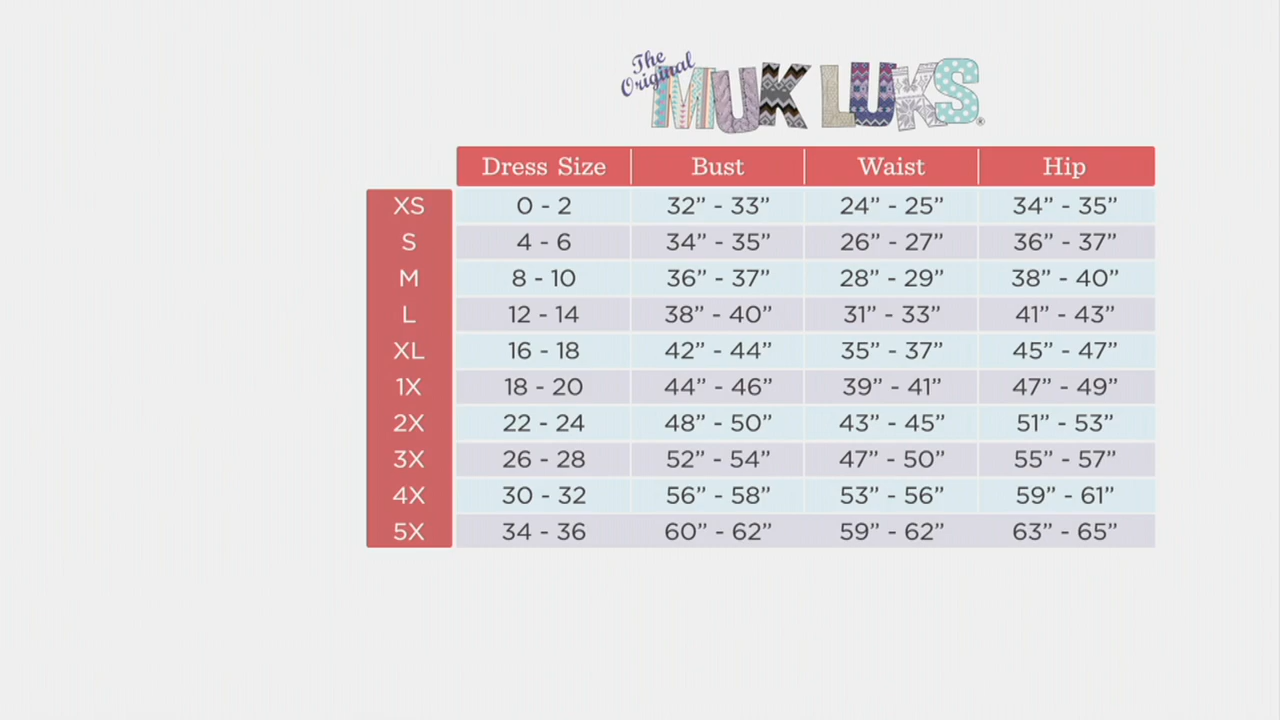 The
Original
MUK LUKS®
Dress Size Bust Waist Hip
XS 0 - 2 32” - 33” 24” - 25” 34” - 35”
S 4 - 6 34” - 35” 26” - 27” 36” - 37”
M 8 - 10 36” - 37” 28” - 29” 38” - 40”
L 12 - 14 38” - 40” 31” - 33” 41” - 43”
XL 16 - 18 42” - 44” 35” - 37” 45” - 47”
1X 18 - 20 44” - 46” 39” - 41” 47” - 49”
2X 22 - 24 48” - 50” 43” - 45” 51” - 53”
3X 26 - 28 52” - 54” 47” - 50” 55” - 57”
4X 30 - 32 56” - 58” 53” - 56” 59” - 61”
5X 34 - 36 60” - 62” 59” - 62” 63” - 65”